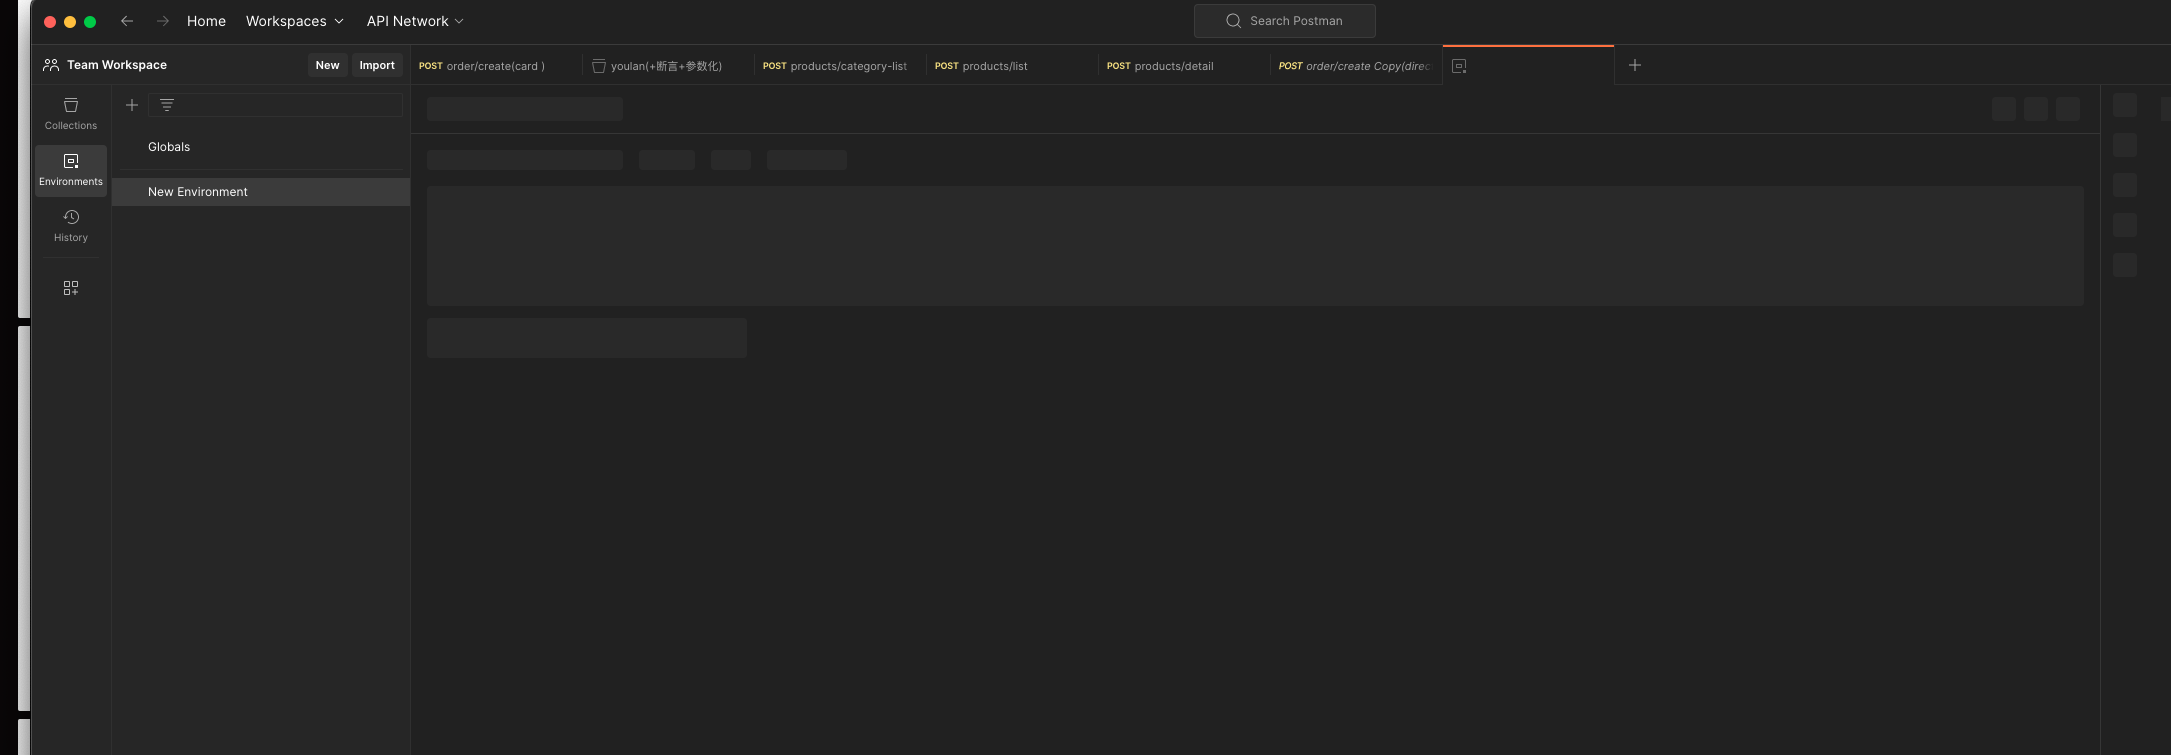 Home Workspaces API Network Search Postman
Team Workspace New Import
POST order/create(card ) youlan(+断言+参数化) POST products/category-list POST products/list POST products/detail POST order/create Copy(direc
Collections
Globals
Environments
New Environment
History